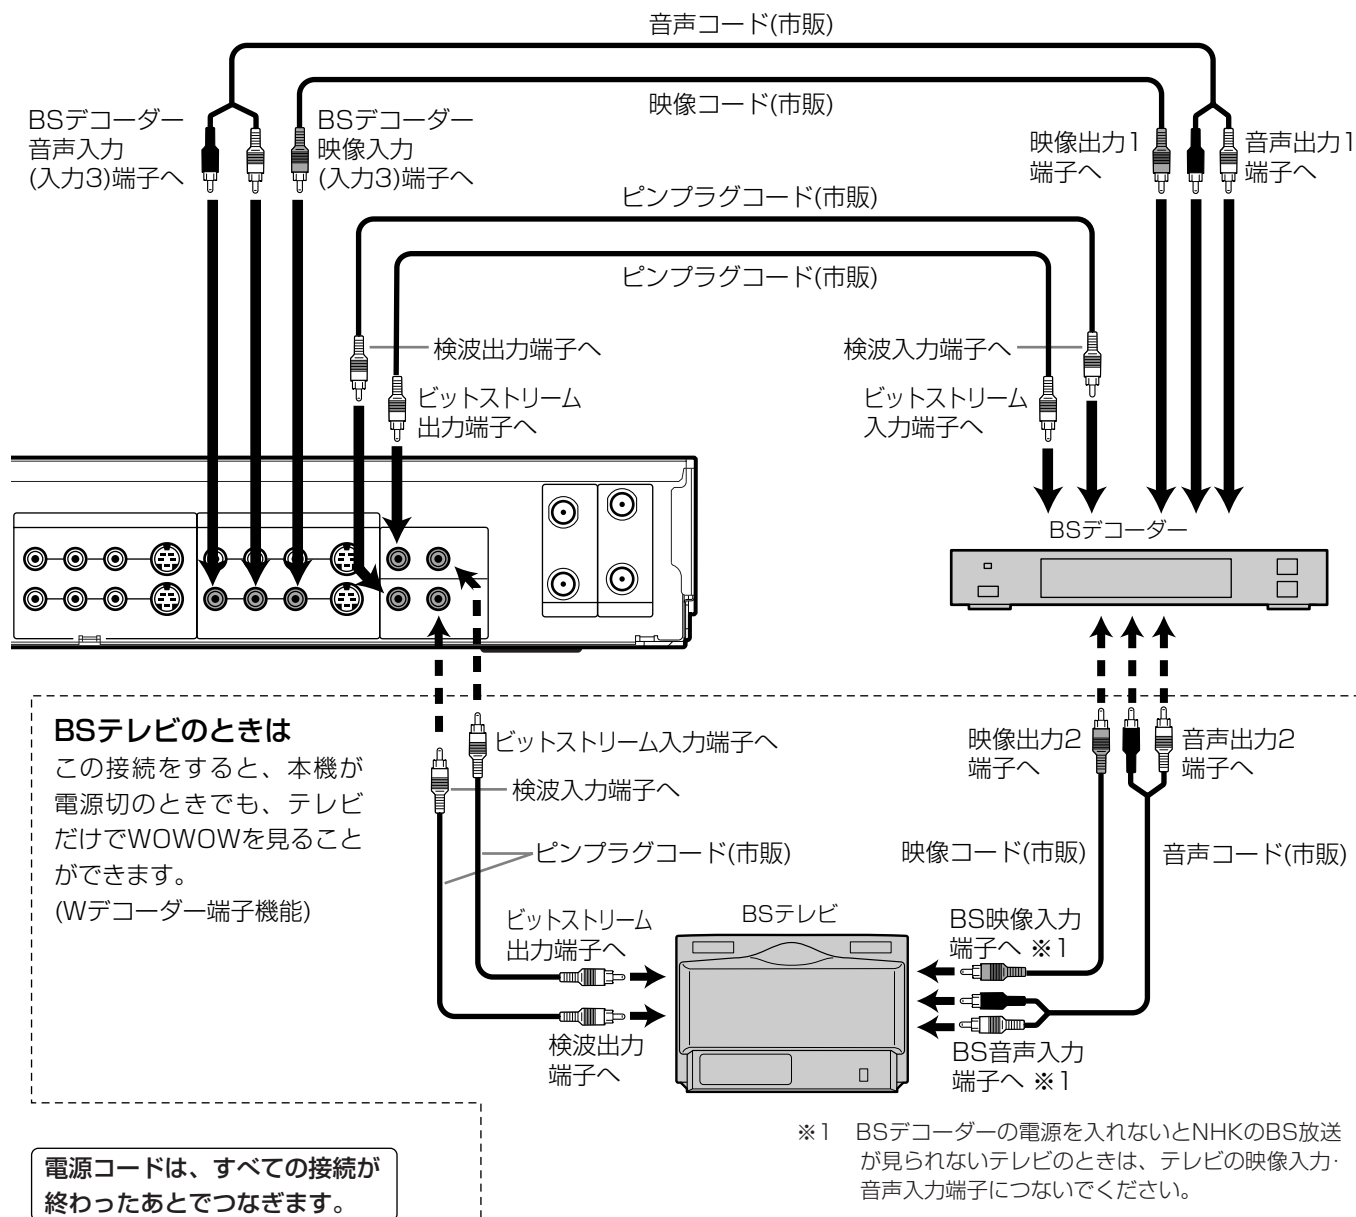 音声コード(市販)
映像コード(市販)
BSデコーダー
音声入力
(入力3)端子へ
BSデコーダー
映像入力
(入力3)端子へ
映像出力1
端子へ
音声出力1
端子へ
ピンプラグコード(市販)
ピンプラグコード(市販)
検波出力端子へ
検波入力端子へ
ビットストリーム
出力端子へ
ビットストリーム
入力端子へ
BSデコーダー
BSテレビのときは
この接続をすると、本機が
電源切のときでも、テレビ
だけでWOWOWを見ること
ができます。
(Wデコーダー端子機能)
ビットストリーム入力端子へ
検波入力端子へ
ピンプラグコード(市販)
映像出力2
端子へ
音声出力2
端子へ
映像コード(市販)
音声コード(市販)
ビットストリーム
出力端子へ
BSテレビ
BS映像入力
端子へ ※1
検波出力
端子へ
BS音声入力
端子へ ※1
※1 BSデコーダーの電源を入れないとNHKのBS放送
が見られないテレビのときは、テレビの映像入力・
音声入力端子につないでください。
電源コードは、すべての接続が
終わったあとでつなぎます。